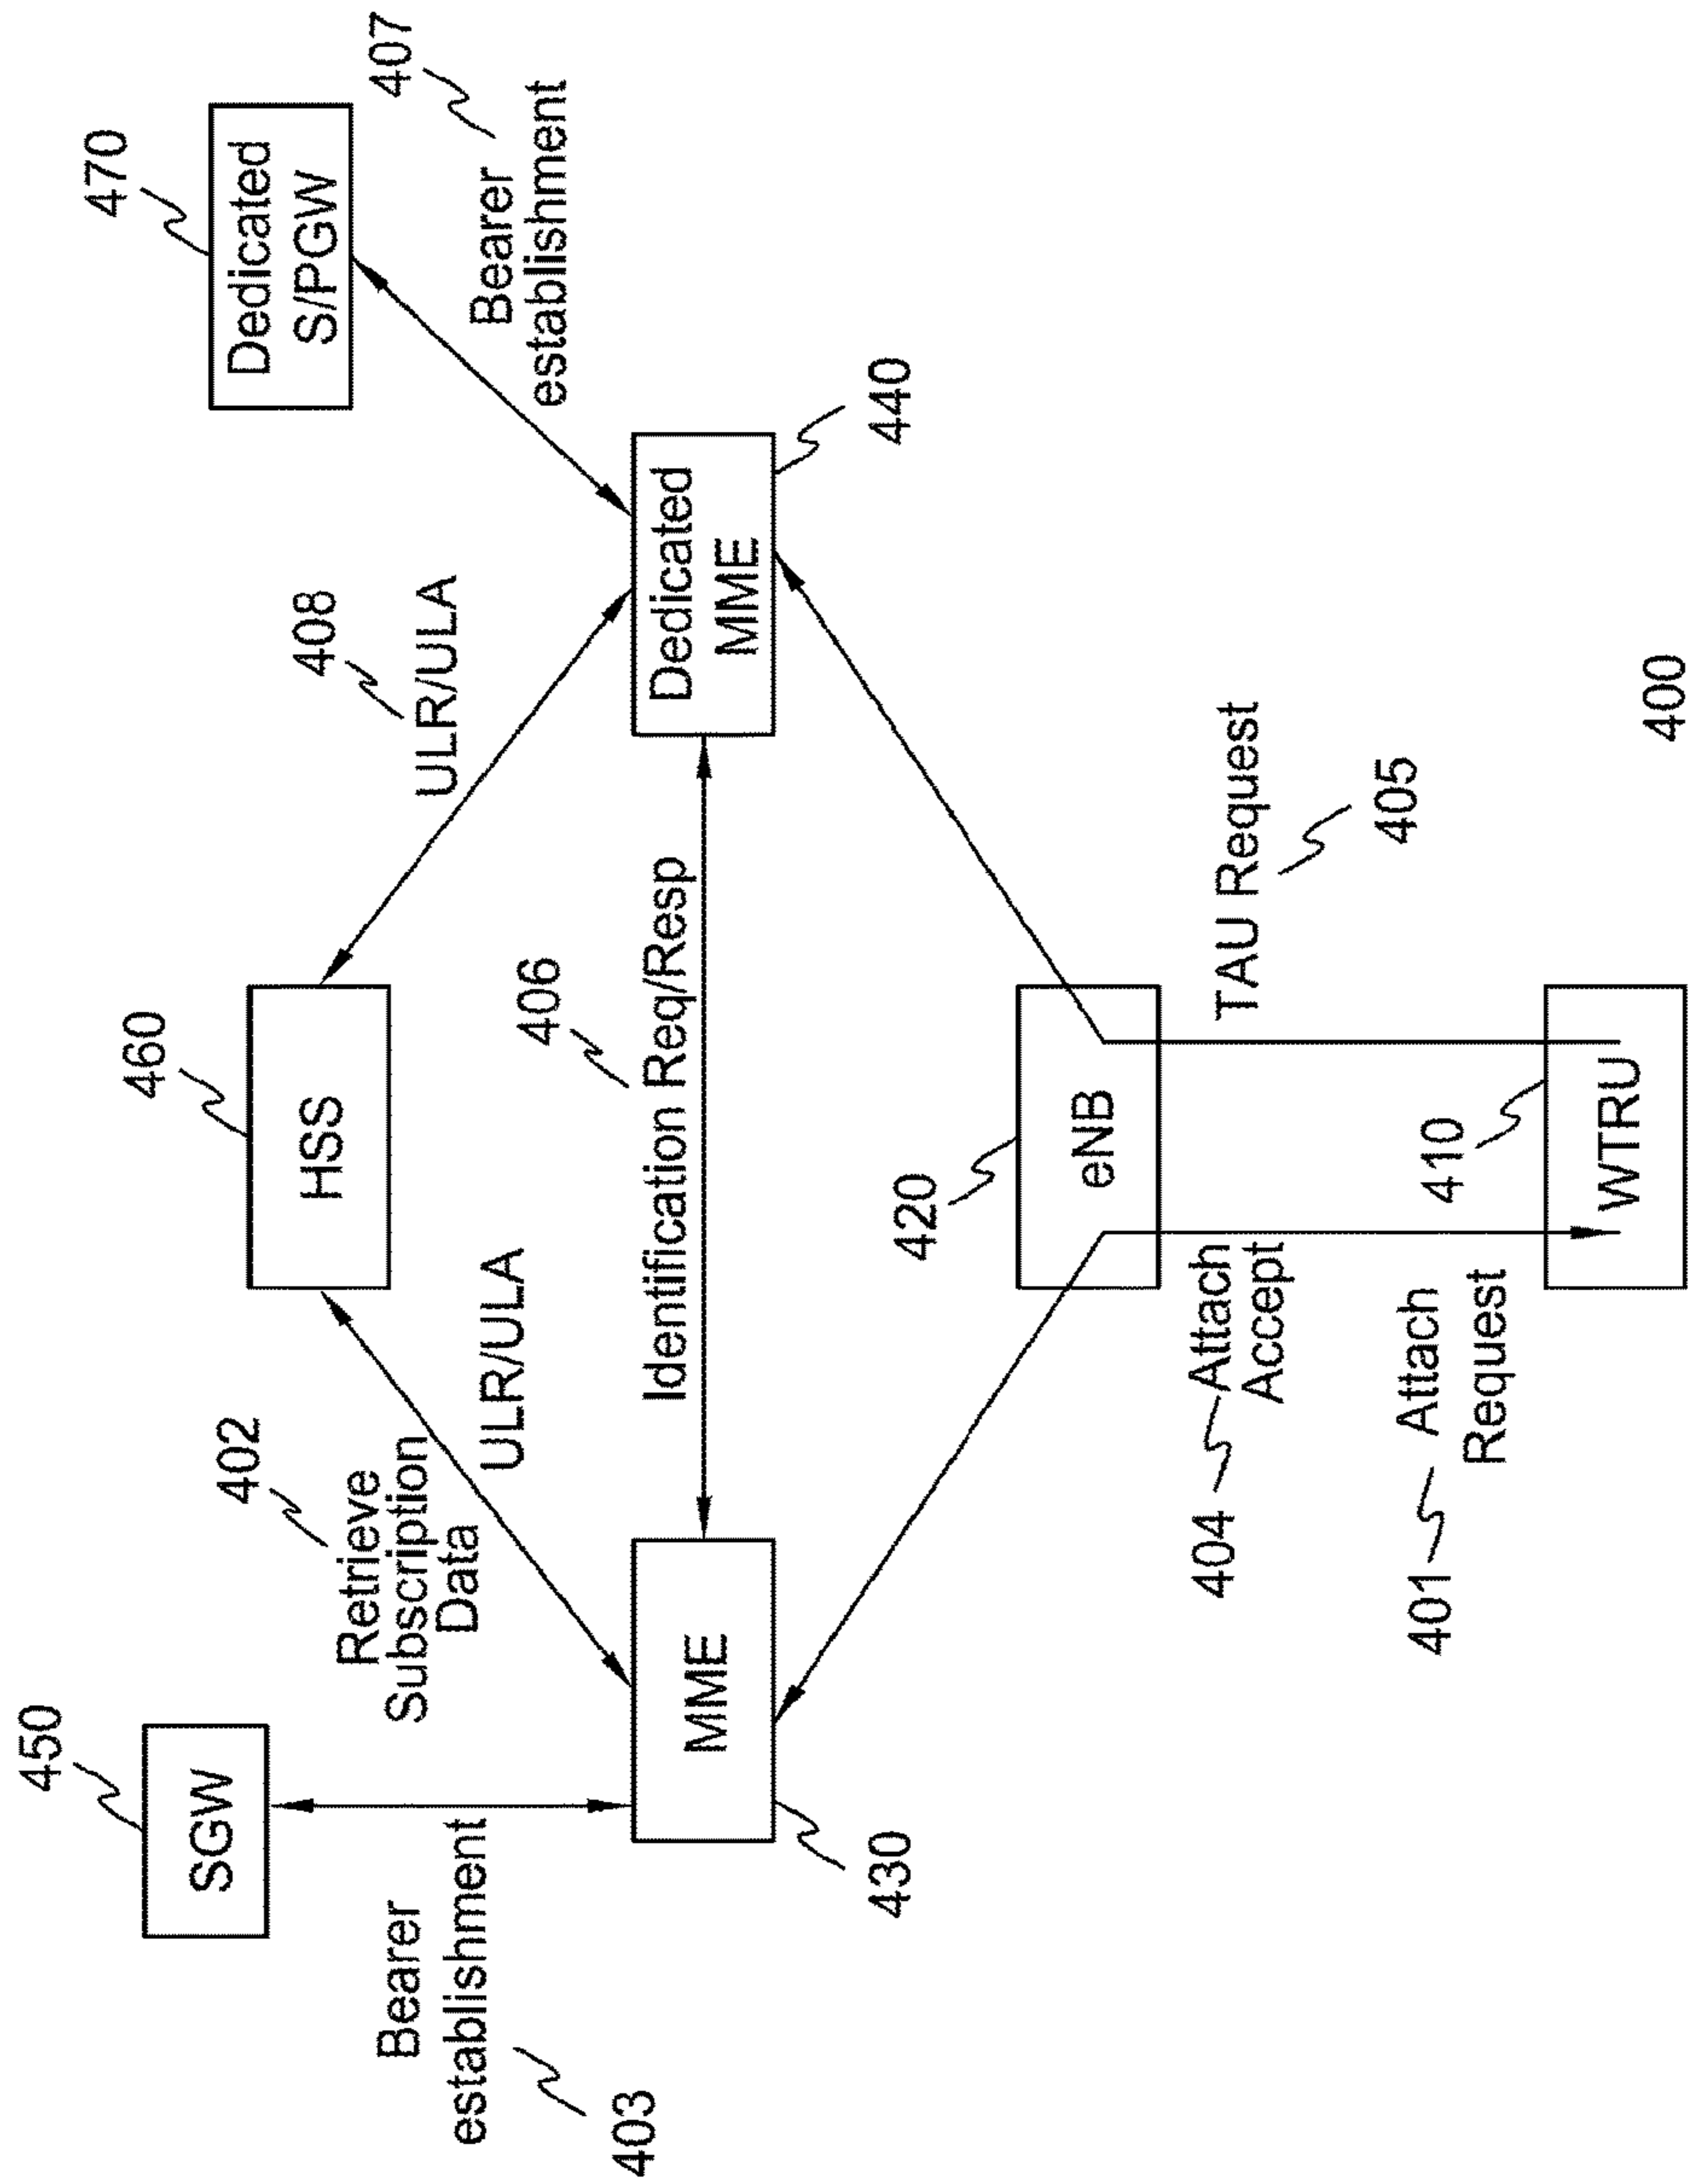 450
SGW
Bearer
establishment
403
402
Retrieve
Subscription
Data
ULR/ULA
460
HSS
408
ULR/ULA
470
Dedicated
S/PGW
407
Bearer
establishment
MME
430
406
Identification Req/Resp
Dedicated
MME
440
420
eNB
404
Attach
Accept
401
Attach
Request
TAU Request
405
410
WTRU
400